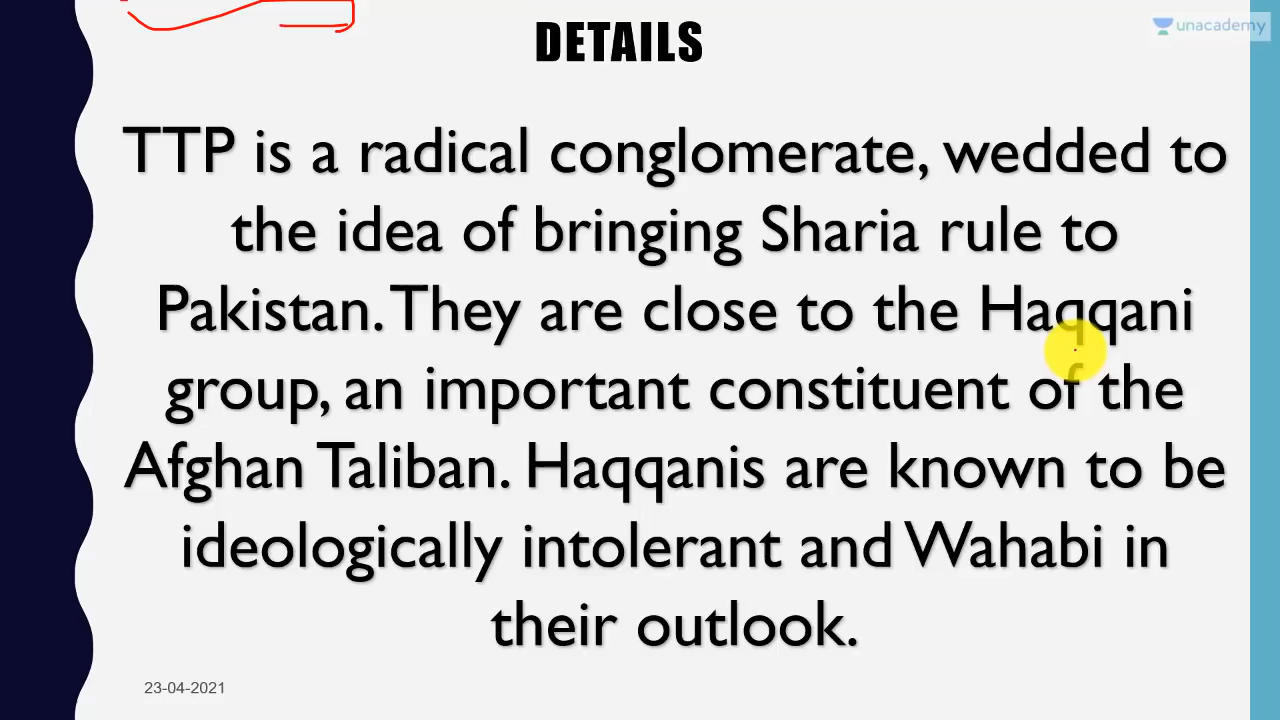 DETAILS
unacademy
TTP is a radical conglomerate, wedded to
the idea of bringing Sharia rule to
Pakistan. They are close to the Haqqani
group, an important constituent of the
Afghan Taliban. Haqqanis are known to be
ideologically intolerant and Wahabi in
their outlook.
23-04-2021